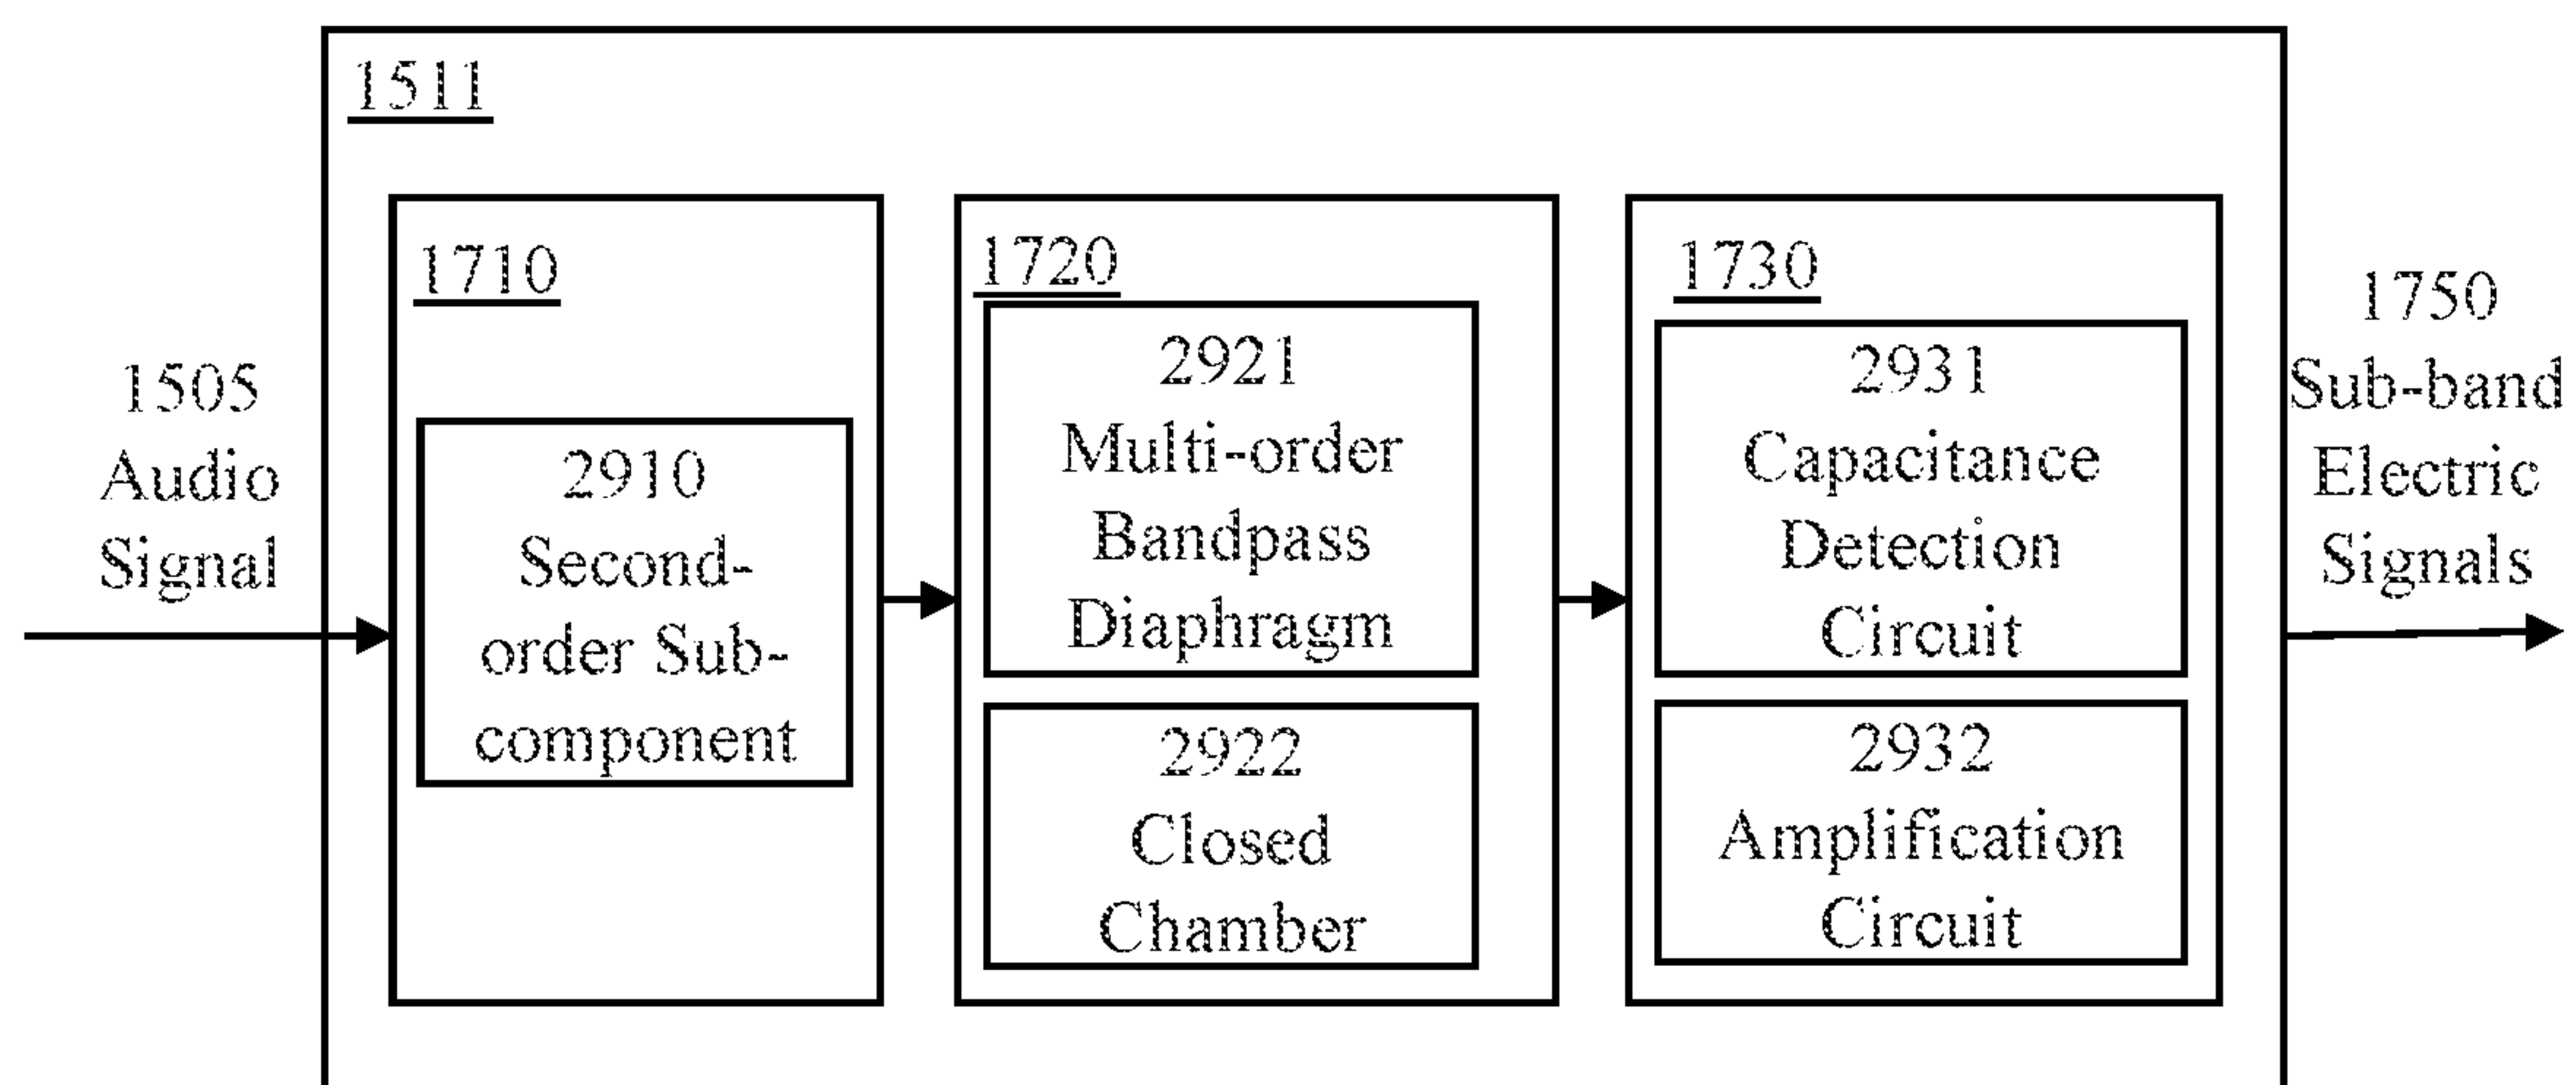 1511
1505
Audio
Signal
1710
2910
Second-
order Sub-
component
1720
2921
Multi-order
Bandpass
Diaphragm
2922
Closed
Chamber
1730
2931
Capacitance
Detection
Circuit
2932
Amplification
Circuit
1750
Sub-band
Electric
Signals